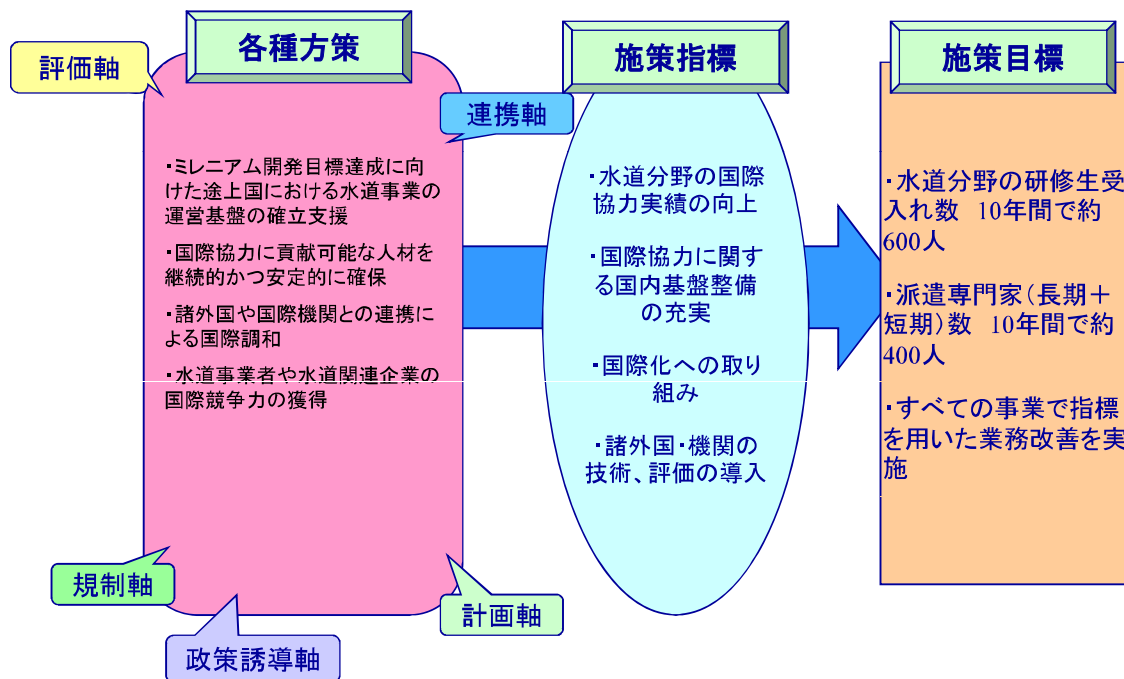 各種方策
評価軸
連携軸
・ミレニアム開発目標達成に向
けた途上国における水道事業の
運営基盤の確立支援
・国際協力に貢献可能な人材を
継続的かつ安定的に確保
・諸外国や国際機関との連携に
よる国際調和
・水道事業者や水道関連企業の
国際競争力の獲得
規制軸
計画軸
政策誘導軸
施策指標
・水道分野の国際
協力実績の向上
・国際協力に関す
る国内基盤整備
の充実
・国際化への取り
組み
・諸外国・機関の
技術、評価の導入
施策目標
・水道分野の研修生受
入れ数 10年間で約
600人
・派遣専門家(長期+
短期)数 10年間で約
400人
・すべての事業で指標
を用いた業務改善を実
施